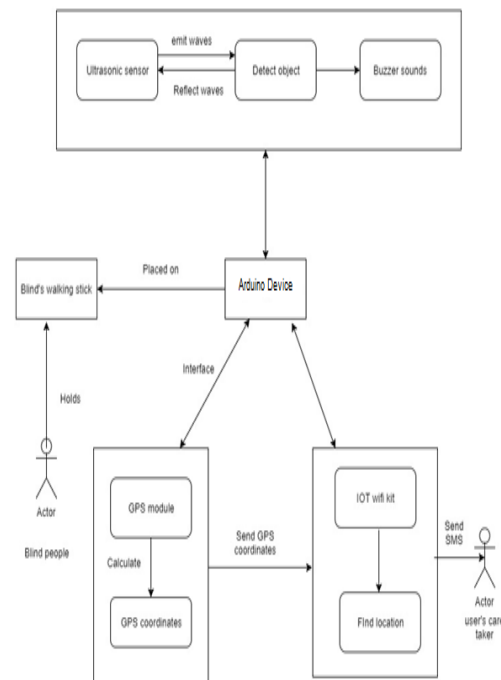 emit waves
Ultrasonic sensor
Detect object
Buzzer sounds
Reflect waves
Placed on
Blind's walking stick
Arduino Device
Interface
Holds
Actor
Blind people
GPS module
Calculate
GPS coordinates
Send GPS
coordinates
IOT wifi kit
FInd location
Send
SMS
Actor
user's care
taker